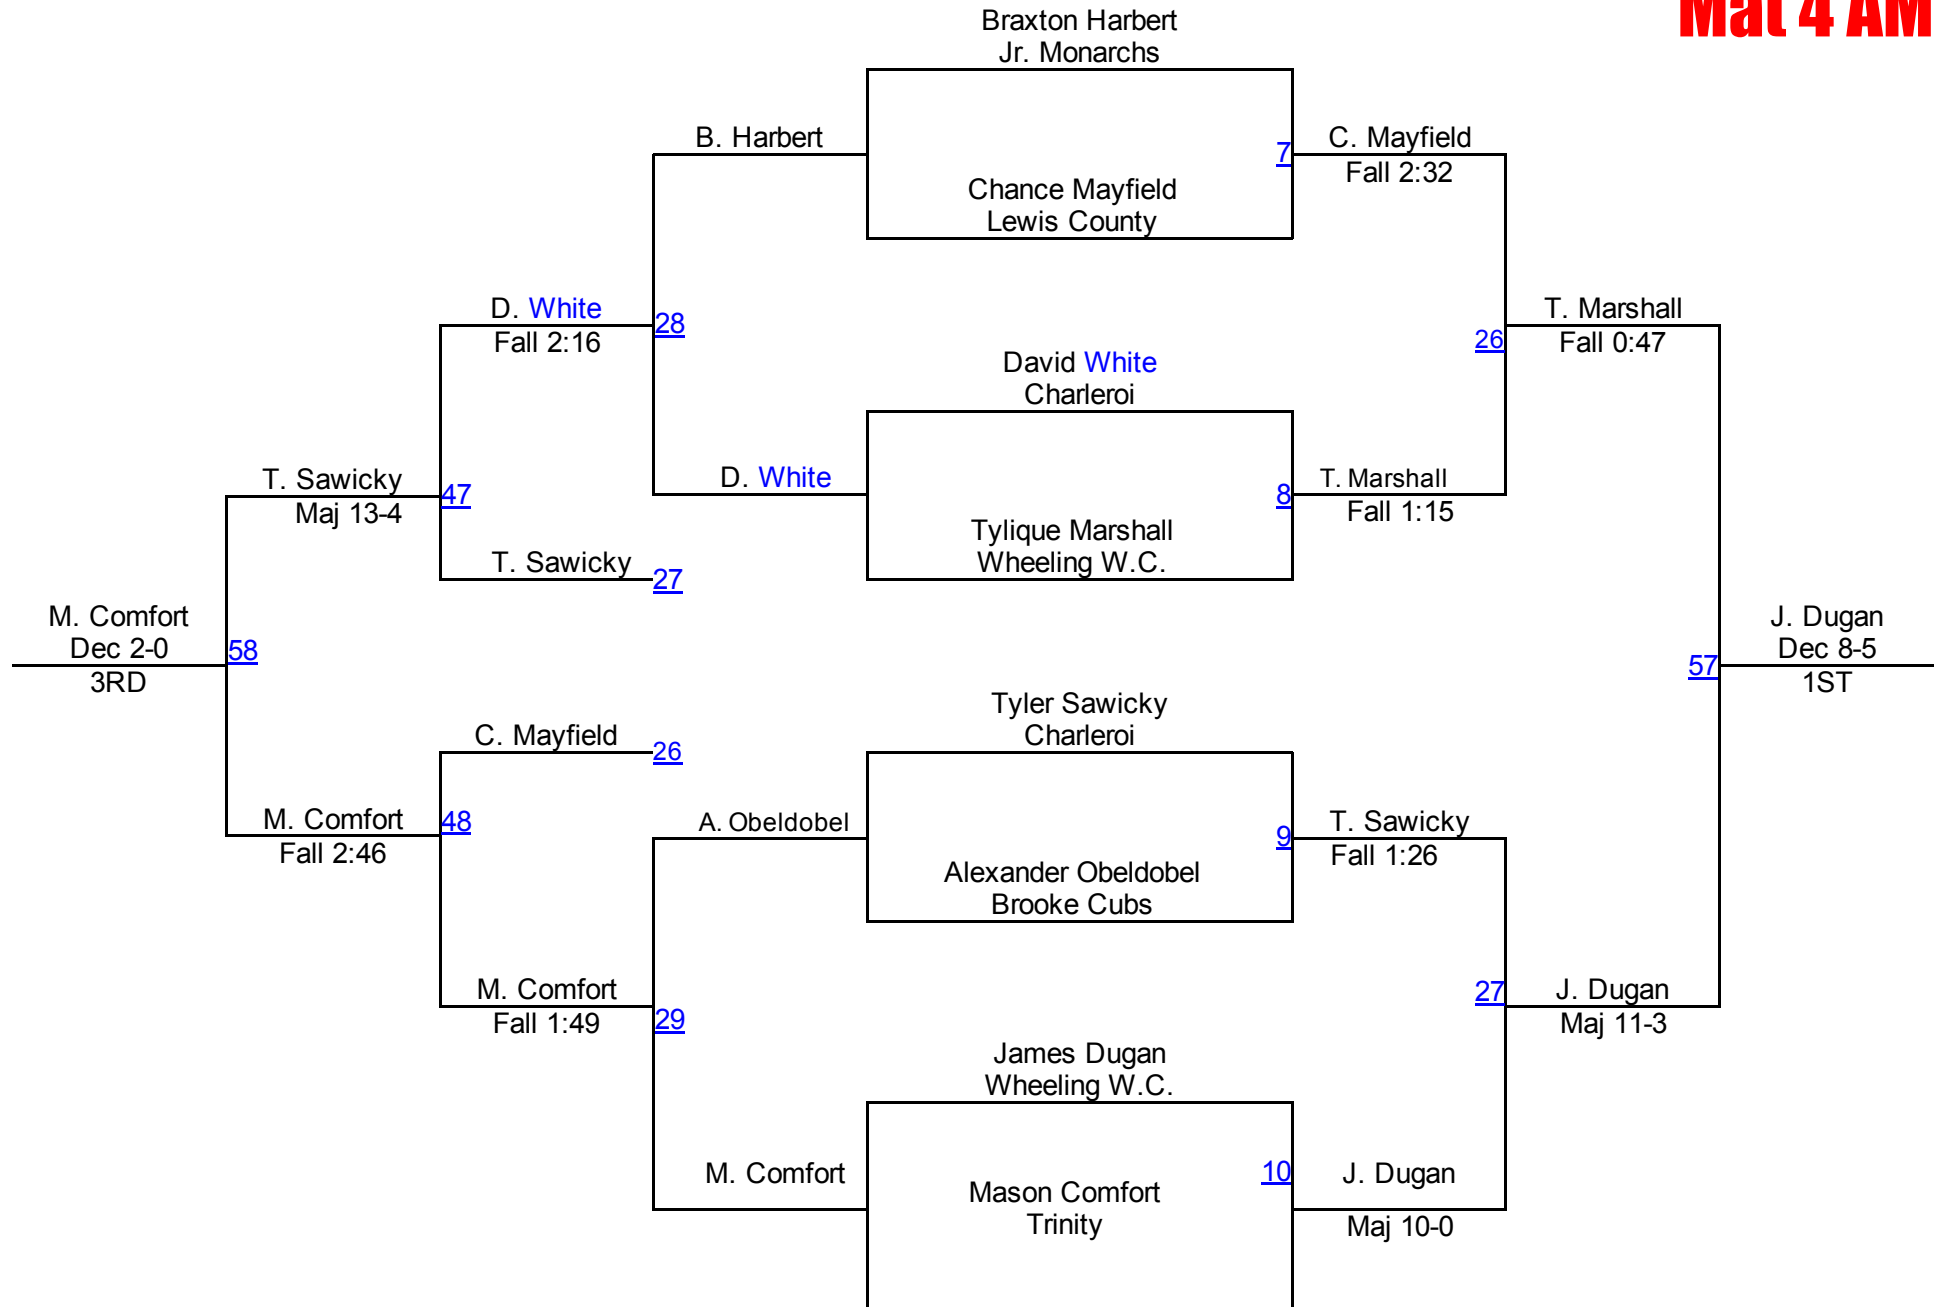 Mat 4 AM
Braxton Harbert
Jr. Monarchs
B. Harbert
7
C. Mayfield
Fall 2:32
Chance Mayfield
Lewis County
D. White
Fall 2:16
28
T. Marshall
Fall 0:47
26
David White
Charleroi
T. Sawicky
Maj 13-4
47
D. White
8
T. Marshall
Fall 1:15
Tylique Marshall
Wheeling W.C.
T. Sawicky
27
M. Comfort
Dec 2-0
3RD
58
J. Dugan
Dec 8-5
1ST
57
Tyler Sawicky
Charleroi
C. Mayfield
26
M. Comfort
Fall 2:46
48
A. Obeldobel
9
T. Sawicky
Fall 1:26
Alexander Obeldobel
Brooke Cubs
M. Comfort
Fall 1:49
29
27
J. Dugan
Maj 11-3
James Dugan
Wheeling W.C.
M. Comfort
10
J. Dugan
Maj 10-0
Mason Comfort
Trinity